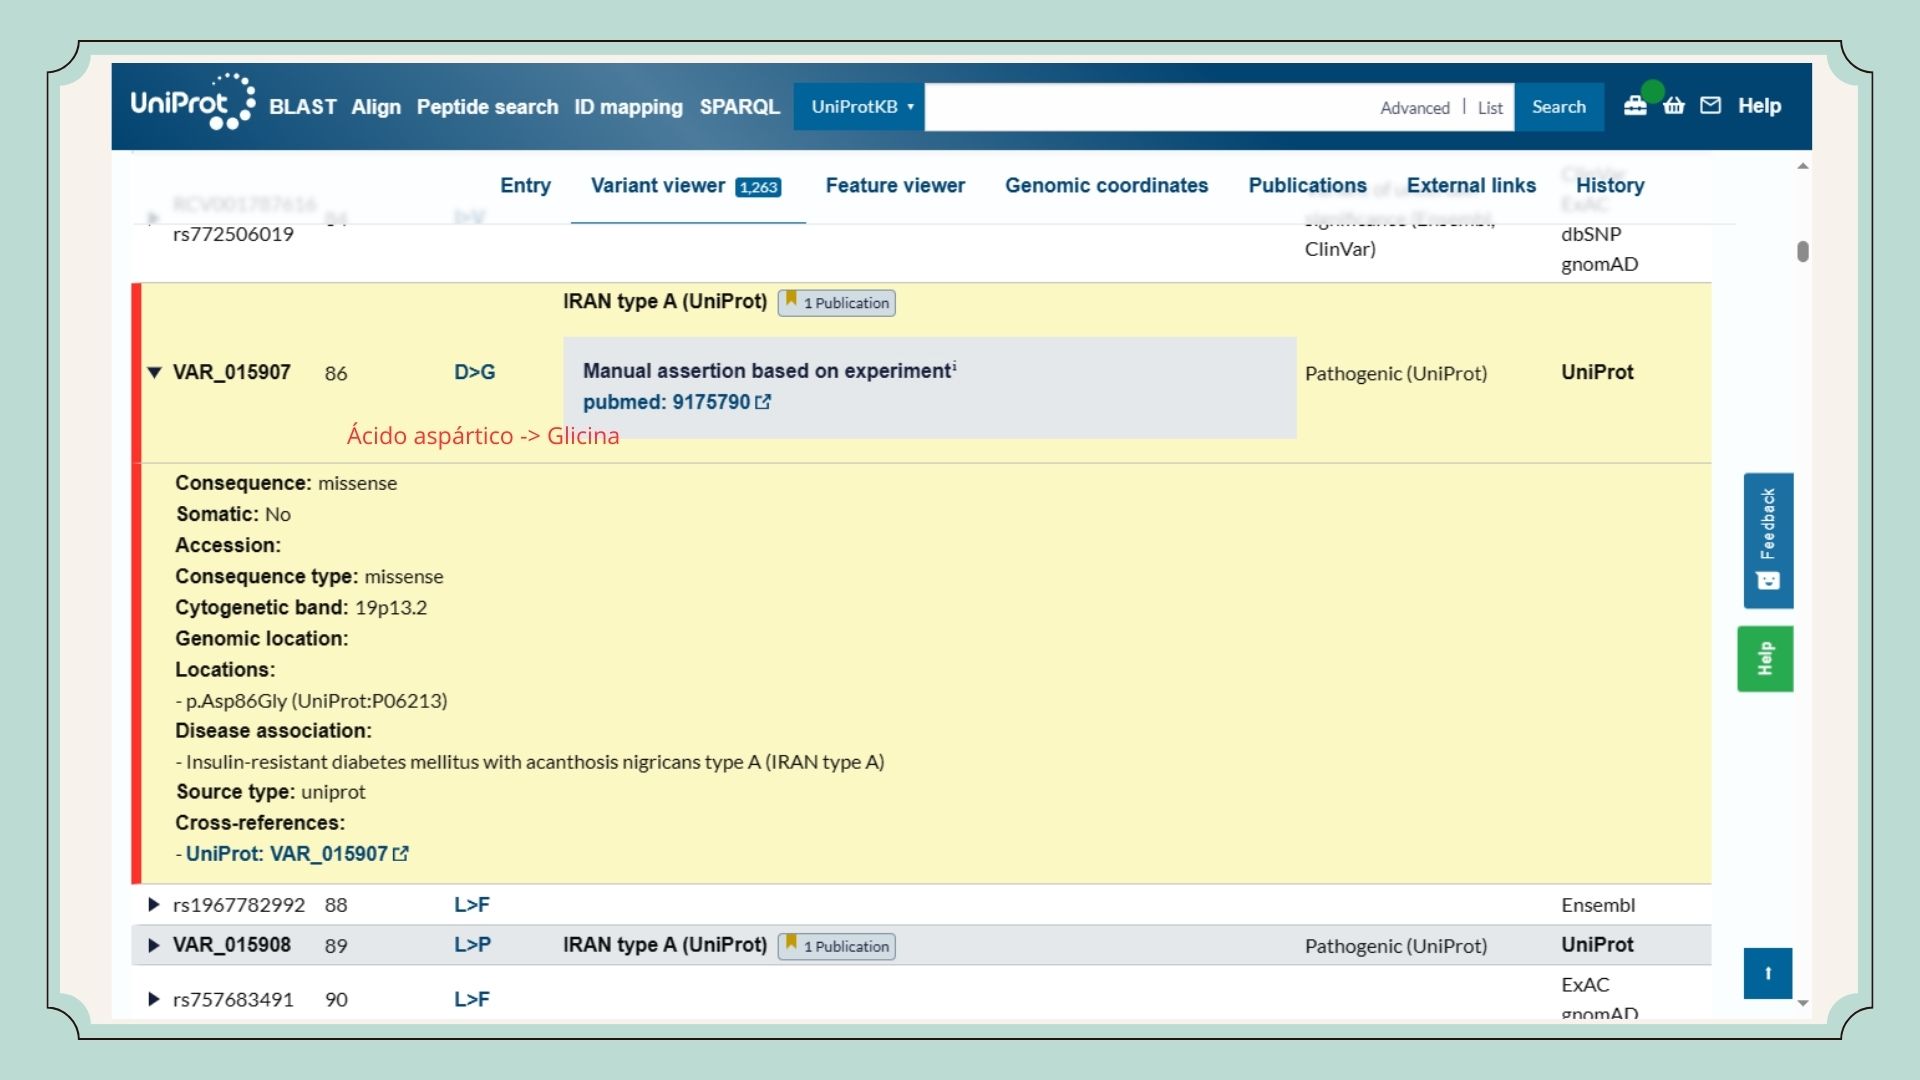 UniProt BLAST Align Peptide search ID mapping SPARQL UniProtKB Advanced | List Search Help
Entry Variant viewer 1,263 Feature viewer Genomic coordinates Publications External links History
RCV001787616
rs772506019
ClinVar)
ExAC
dbSNP
gnomAD
IRAN type A (UniProt) 1 Publication
VAR_015907 86 D>G Manual assertion based on experiment i Pathogenic (UniProt) UniProt
pubmed: 9175790
Ácido aspártico -> Glicina
Consequence: missense
Somatic: No
Accession:
Consequence type: missense
Cytogenetic band: 19p13.2
Genomic location:
Locations:
- p.Asp86Gly (UniProt:P06213)
Disease association:
- Insulin-resistant diabetes mellitus with acanthosis nigricans type A (IRAN type A)
Source type: uniprot
Cross-references:
- UniProt: VAR_015907
rs1967782992 88 L>F Ensembl
VAR_015908 89 L>P IRAN type A (UniProt) 1 Publication Pathogenic (UniProt) UniProt
rs757683491 90 L>F ExAC
gnomAD
Feedback
Help